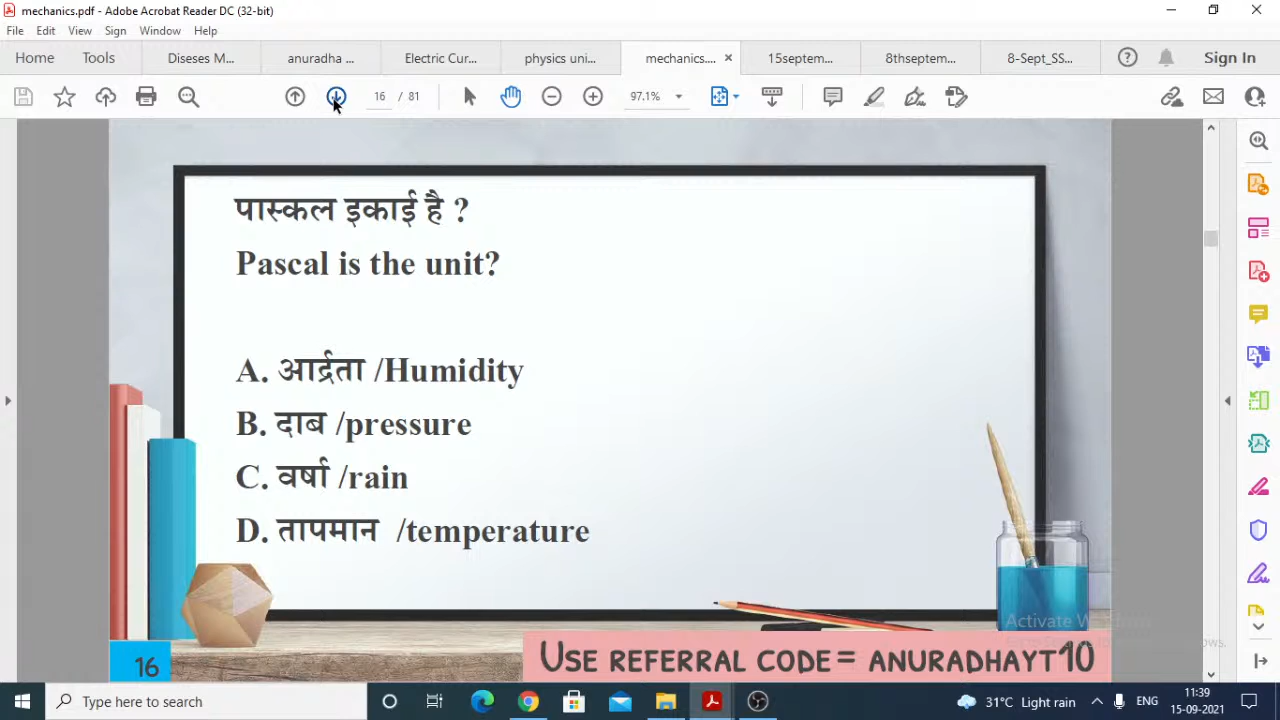 mechanics.pdf - Adobe Acrobat Reader DC (32-bit)
File Edit View Sign Window Help
Home Tools Diseses M... anuradha ... Electric Cur... physics uni... mechanics.... 15septem... 8thseptem... 8-Sept_SS... Sign In
16 / 81 97.1%
पास्कल इकाई है ?
Pascal is the unit?
A. आर्द्रता /Humidity
B. दाब /pressure
C. वर्षा /rain
D. तापमान /temperature
Activate
16
USE REFERRAL CODE = ANURADHAYT10
Type here to search
31°C Light rain
ENG
11:39
15-09-2021